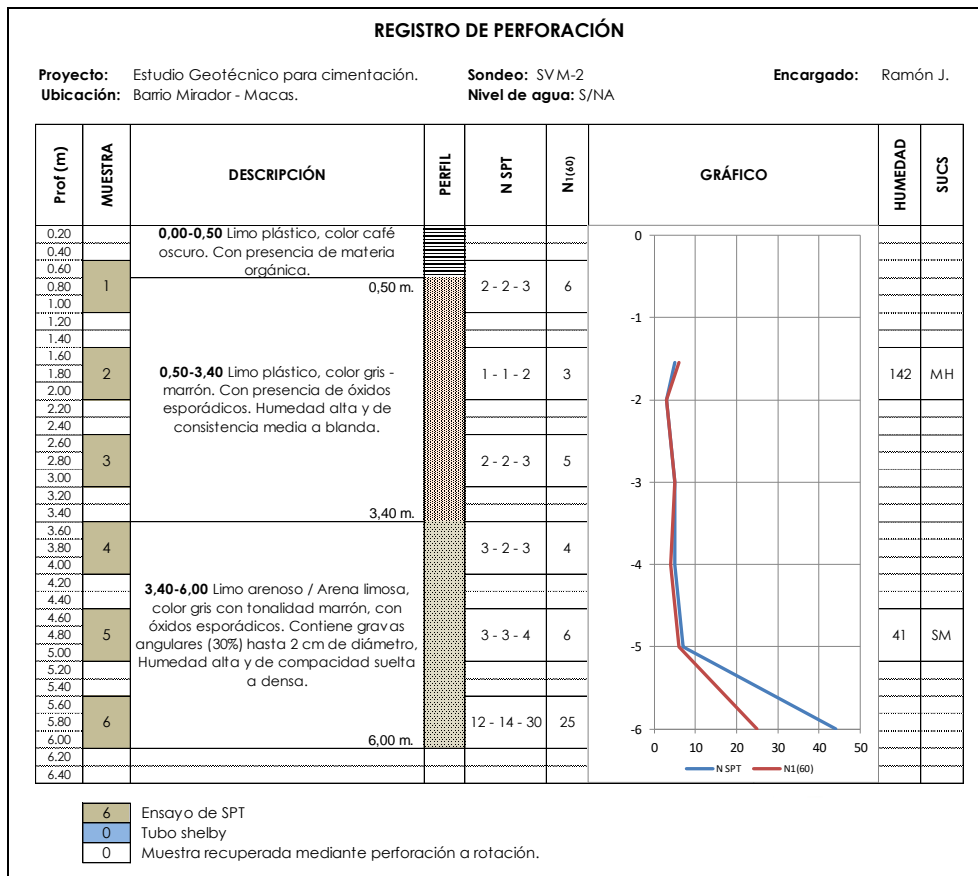 REGISTRO DE PERFORACIÓN
Proyecto: Estudio Geotécnico para cimentación. Sondeo: SVM-2 Encargado: Ramón J.
Ubicación: Barrio Mirador - Macas. Nivel de agua: S/NA
Prof (m) MUESTRA DESCRIPCIÓN PERFIL N SPT N1(60) GRÁFICO HUMEDAD SUCS
0.20
0.40
0.60
0.80
1.00
1.20
1.40
1.60
1.80
2.00
2.20
2.40
2.60
2.80
3.00
3.20
3.40
3.60
3.80
4.00
4.20
4.40
4.60
4.80
5.00
5.20
5.40
5.60
5.80
6.00
6.20
6.40
1
2
3
4
5
6
0,00-0,50 Limo plástico, color café
oscuro. Con presencia de materia
orgánica.
0,50 m.
0,50-3,40 Limo plástico, color gris -
marrón. Con presencia de óxidos
esporádicos. Humedad alta y de
consistencia media a blanda.
3,40 m.
3,40-6,00 Limo arenoso / Arena limosa,
color gris con tonalidad marrón, con
óxidos esporádicos. Contiene gravas
angulares (30%) hasta 2 cm de diámetro.
Humedad alta y de compacidad suelta
a densa.
6,00 m.
2 - 2 - 3 6
1 - 1 - 2 3
2 - 2 - 3 5
3 - 2 - 3 4
3 - 3 - 4 6
12 - 14 - 30 25
0
-1
-2
-3
-4
-5
-6
0 10 20 30 40 50
N SPT N1(60)
142 MH
41 SM
6 Ensayo de SPT
0 Tubo shelby
0 Muestra recuperada mediante perforación a rotación.